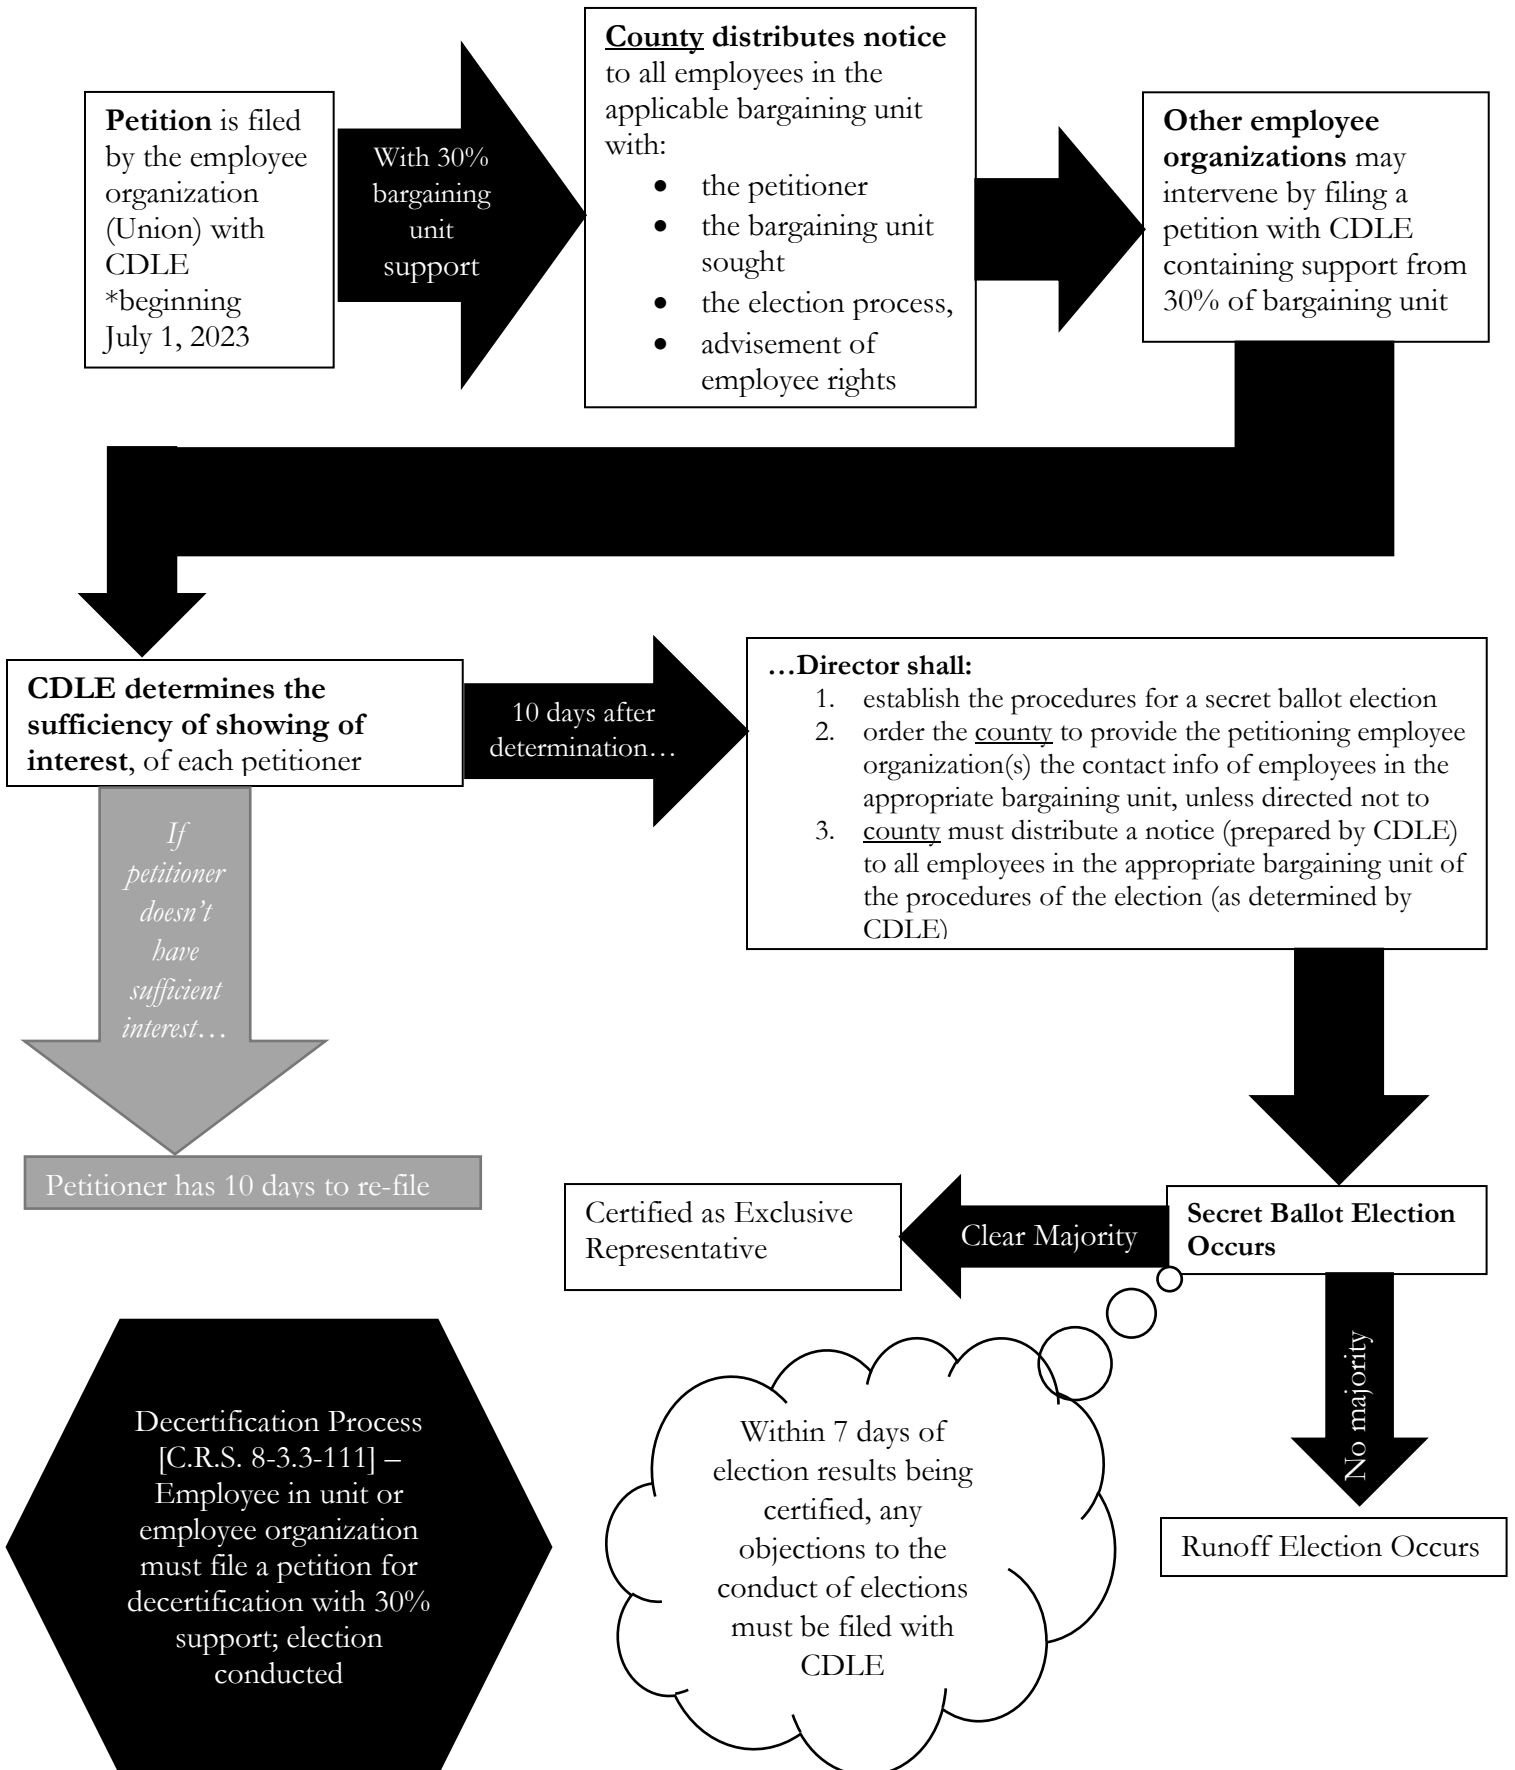 Petition is filed
by the employee
organization
(Union) with
CDLE
*beginning
July 1, 2023
With 30%
bargaining
unit
support
County distributes notice
to all employees in the
applicable bargaining unit
with:
• the petitioner
• the bargaining unit
sought
• the election process,
• advisement of
employee rights
Other employee
organizations may
intervene by filing a
petition with CDLE
containing support from
30% of bargaining unit
CDLE determines the
sufficiency of showing of
interest, of each petitioner
10 days after
determination…
…Director shall:
1. establish the procedures for a secret ballot election
2. order the county to provide the petitioning employee
organization(s) the contact info of employees in the
appropriate bargaining unit, unless directed not to
3. county must distribute a notice (prepared by CDLE)
to all employees in the appropriate bargaining unit of
the procedures of the election (as determined by
CDLE)
If
petitioner
doesn't
have
sufficient
interest…
Petitioner has 10 days to re-file
Secret Ballot Election
Occurs
Clear Majority
Certified as Exclusive
Representative
No majority
Runoff Election Occurs
Within 7 days of
election results being
certified, any
objections to the
conduct of elections
must be filed with
CDLE
Decertification Process
[C.R.S. 8-3.3-111] –
Employee in unit or
employee organization
must file a petition for
decertification with 30%
support; election
conducted